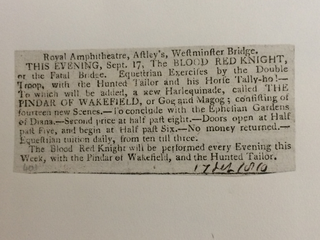 Royal Amphitheatre, Astley's, Westminster Bridge.
THIS EVENING, Sept. 17, The BLOOD RED KNIGHT,
or the Fatal Bridge. Equestrian Exercises by the Double
Troop, with the Hunted Tailor and his Horse Tally-ho!—
To which will be added, a new Harlequinade, called THE
PINDAR OF WAKEFIELD, or Gog and Magog; consisting of
fourteen new Scenes.—To conclude with the Ephesian Gardens
of Diana.—Second price at half past eight.—Doors open at Half
past Five, and begin at Half past Six.—No money returned.—
Equestrian tuition daily, from ten till three.
The Blood Red Knight will be performed every Evening this
Week, with the Pindar of Wakefield, and the Hunted Tailor.
1810